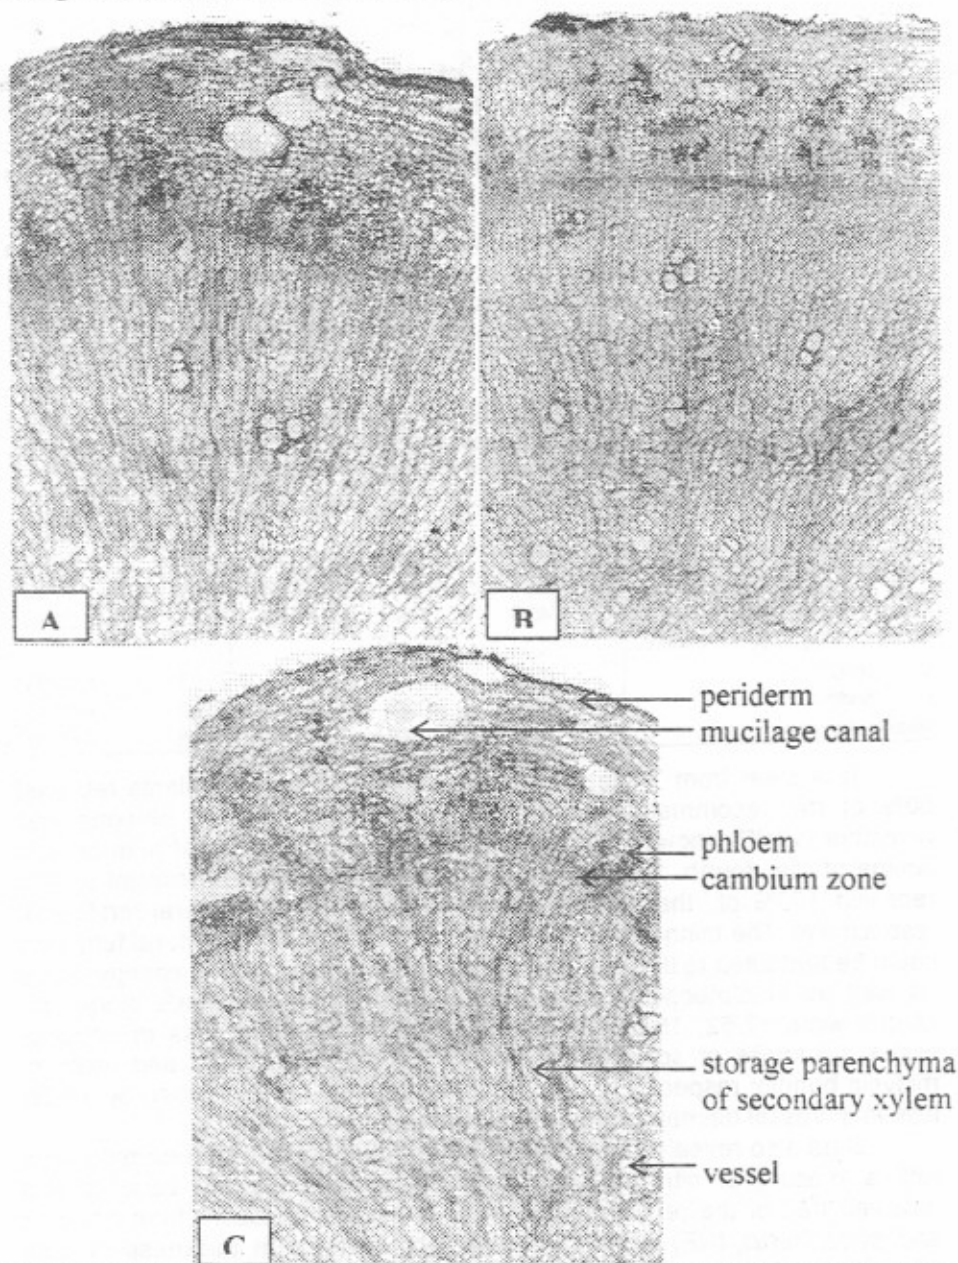 A
B
periderm
mucilage canal
phloem
cambium zone
storage parenchyma
of secondary xylem
vessel
C